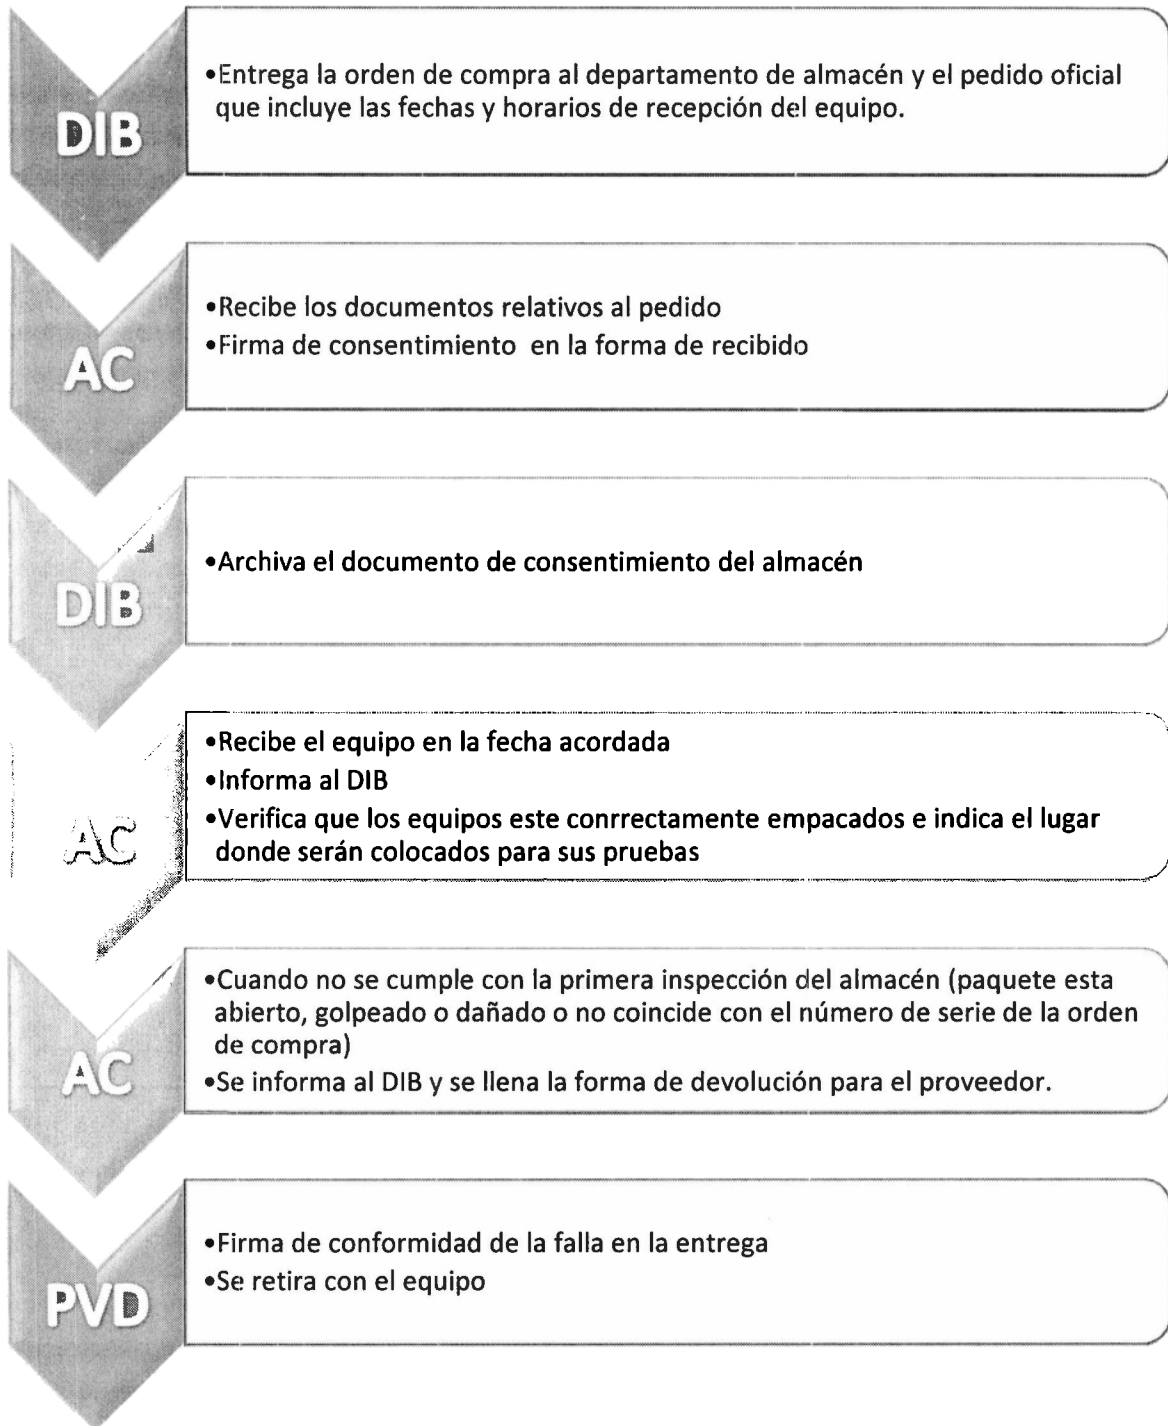 DIB
•Entrega la orden de compra al departamento de almacén y el pedido oficial
que incluye las fechas y horarios de recepción del equipo.
AC
•Recibe los documentos relativos al pedido
•Firma de consentimiento en la forma de recibido
DIB
•Archiva el documento de consentimiento del almacén
AC
•Recibe el equipo en la fecha acordada
•Informa al DIB
•Verifica que los equipos este conrrectamente empacados e indica el lugar
donde serán colocados para sus pruebas
AC
•Cuando no se cumple con la primera inspección del almacén (paquete esta
abierto, golpeado o dañado o no coincide con el número de serie de la orden
de compra)
•Se informa al DIB y se llena la forma de devolución para el proveedor.
PVD
•Firma de conformidad de la falla en la entrega
•Se retira con el equipo